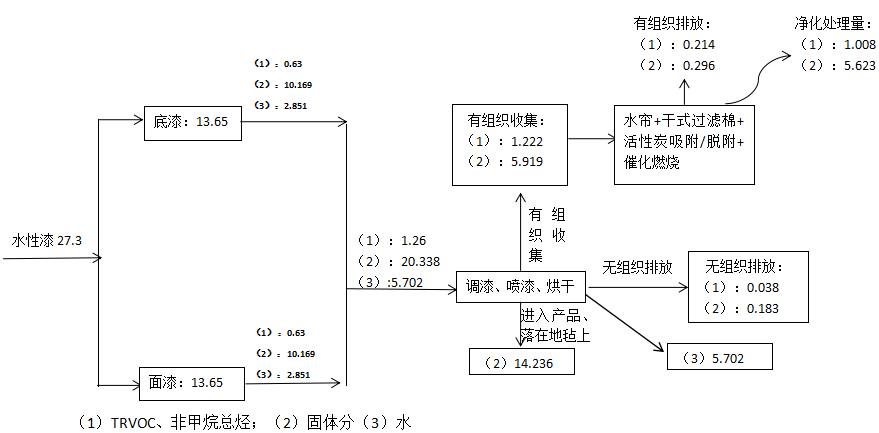 有组织排放：
（1）：0.214
（2）：0.296
净化处理量：
（1）：1.008
（2）：5.623
（1）：0.63
（2）：10.169
（3）：2.851
底漆：13.65
有组织收集：
（1）：1.222
（2）：5.919
水帘+干式过滤棉+
活性炭吸附/脱附+
催化燃烧
有 组
织 收
集
水性漆 27.3
（1）：1.26
（2）：20.338
（3）:5.702
调漆、喷漆、烘干
无组织排放
无组织排放：
（1）：0.038
（2）：0.183
进入产品、
落在地毡上
（2）14.236
（3）5.702
（1）：0.63
（2）：10.169
（3）：2.851
面漆：13.65
（1）TRVOC、非甲烷总烃；（2）固体分（3）水